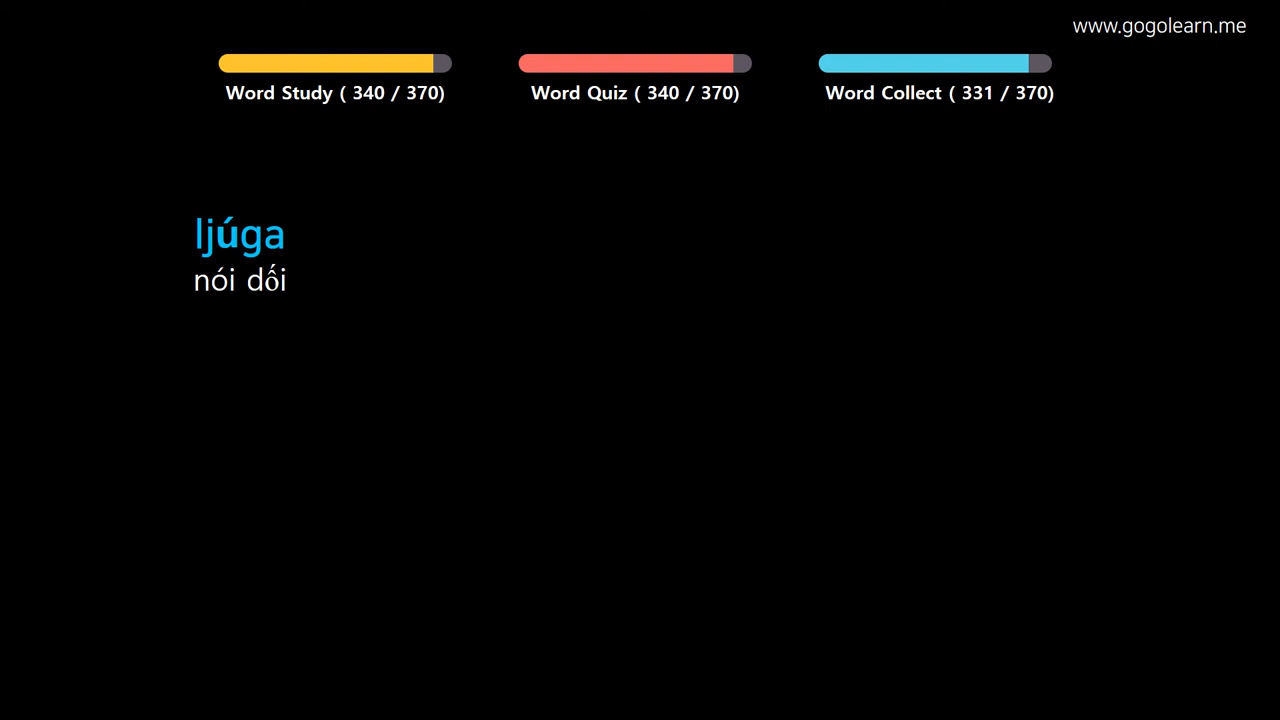 www.gogolearn.me
Word Study ( 340 / 370)
Word Quiz ( 340 / 370)
Word Collect ( 331 / 370)
ljúga
nói dối